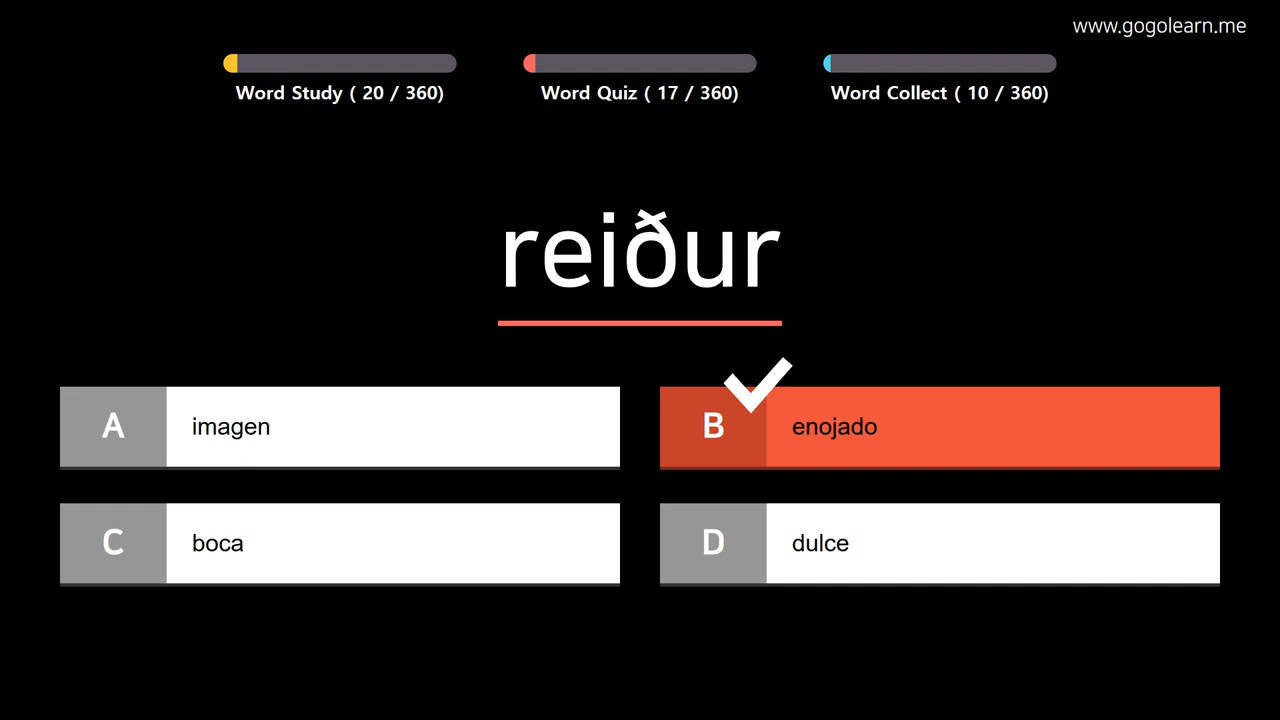 www.gogolearn.me
Word Study ( 20 / 360)
Word Quiz ( 17 / 360)
Word Collect ( 10 / 360)
reiður
A imagen
B enojado
C boca
D dulce